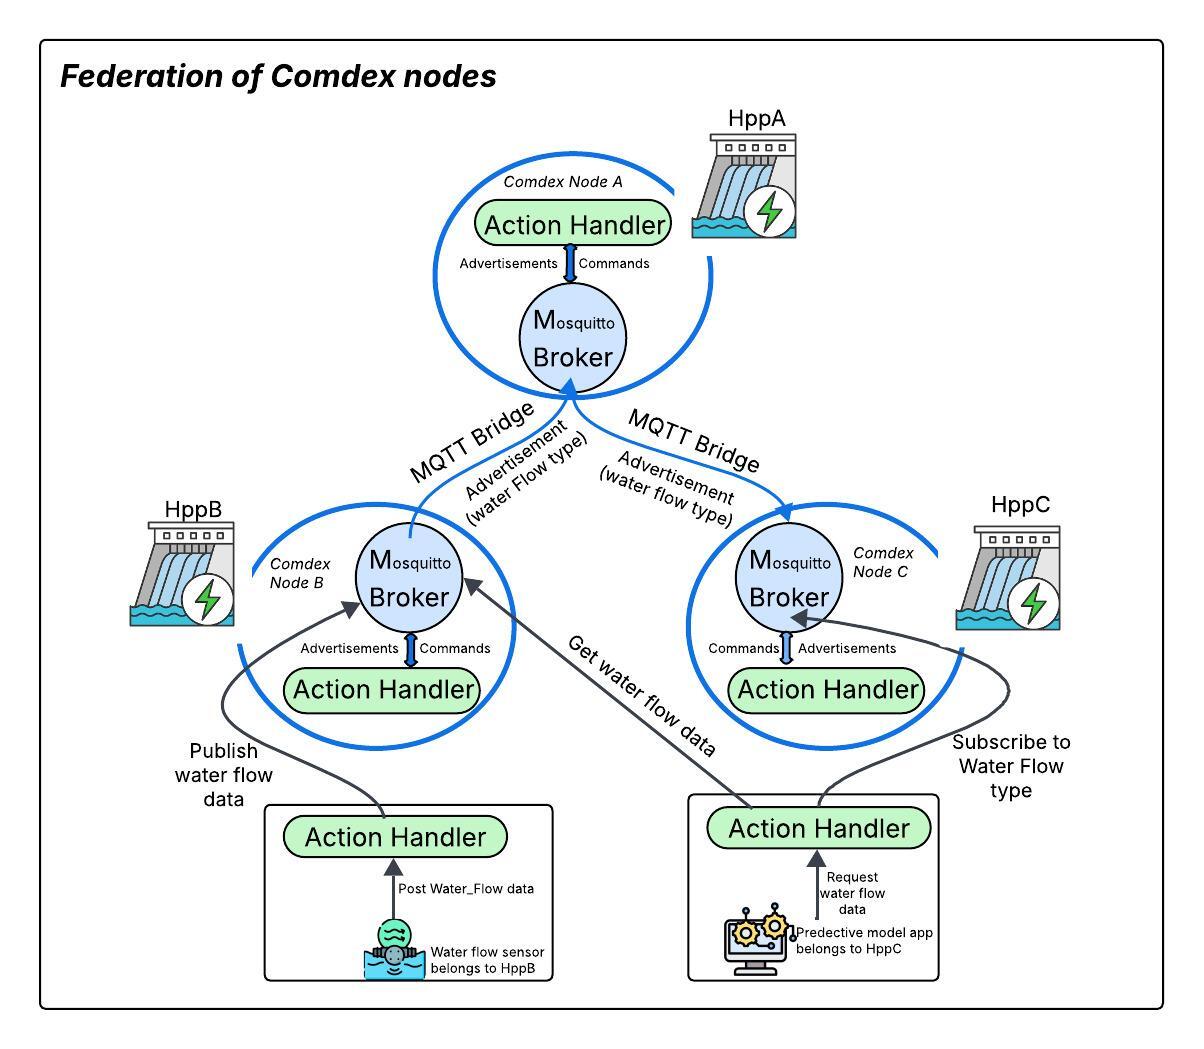 Federation of Comdex nodes
HppA
Comdex Node A
Action Handler
Advertisements
Commands
Mosquitto
Broker
MQTT Bridge
Advertisement
(water Flow type)
MQTT Bridge
Advertisement
(water flow type)
HppB
Comdex
Node B
Mosquitto
Broker
Advertisements
Commands
Action Handler
HppC
Comdex
Node C
Mosquitto
Broker
Commands
Advertisements
Action Handler
Get water flow data
Publish
water flow
data
Subscribe to
Water Flow
type
Action Handler
Post Water_Flow data
Water flow sensor
belongs to HppB
Action Handler
Request
water flow
data
Predective model app
belongs to HppC